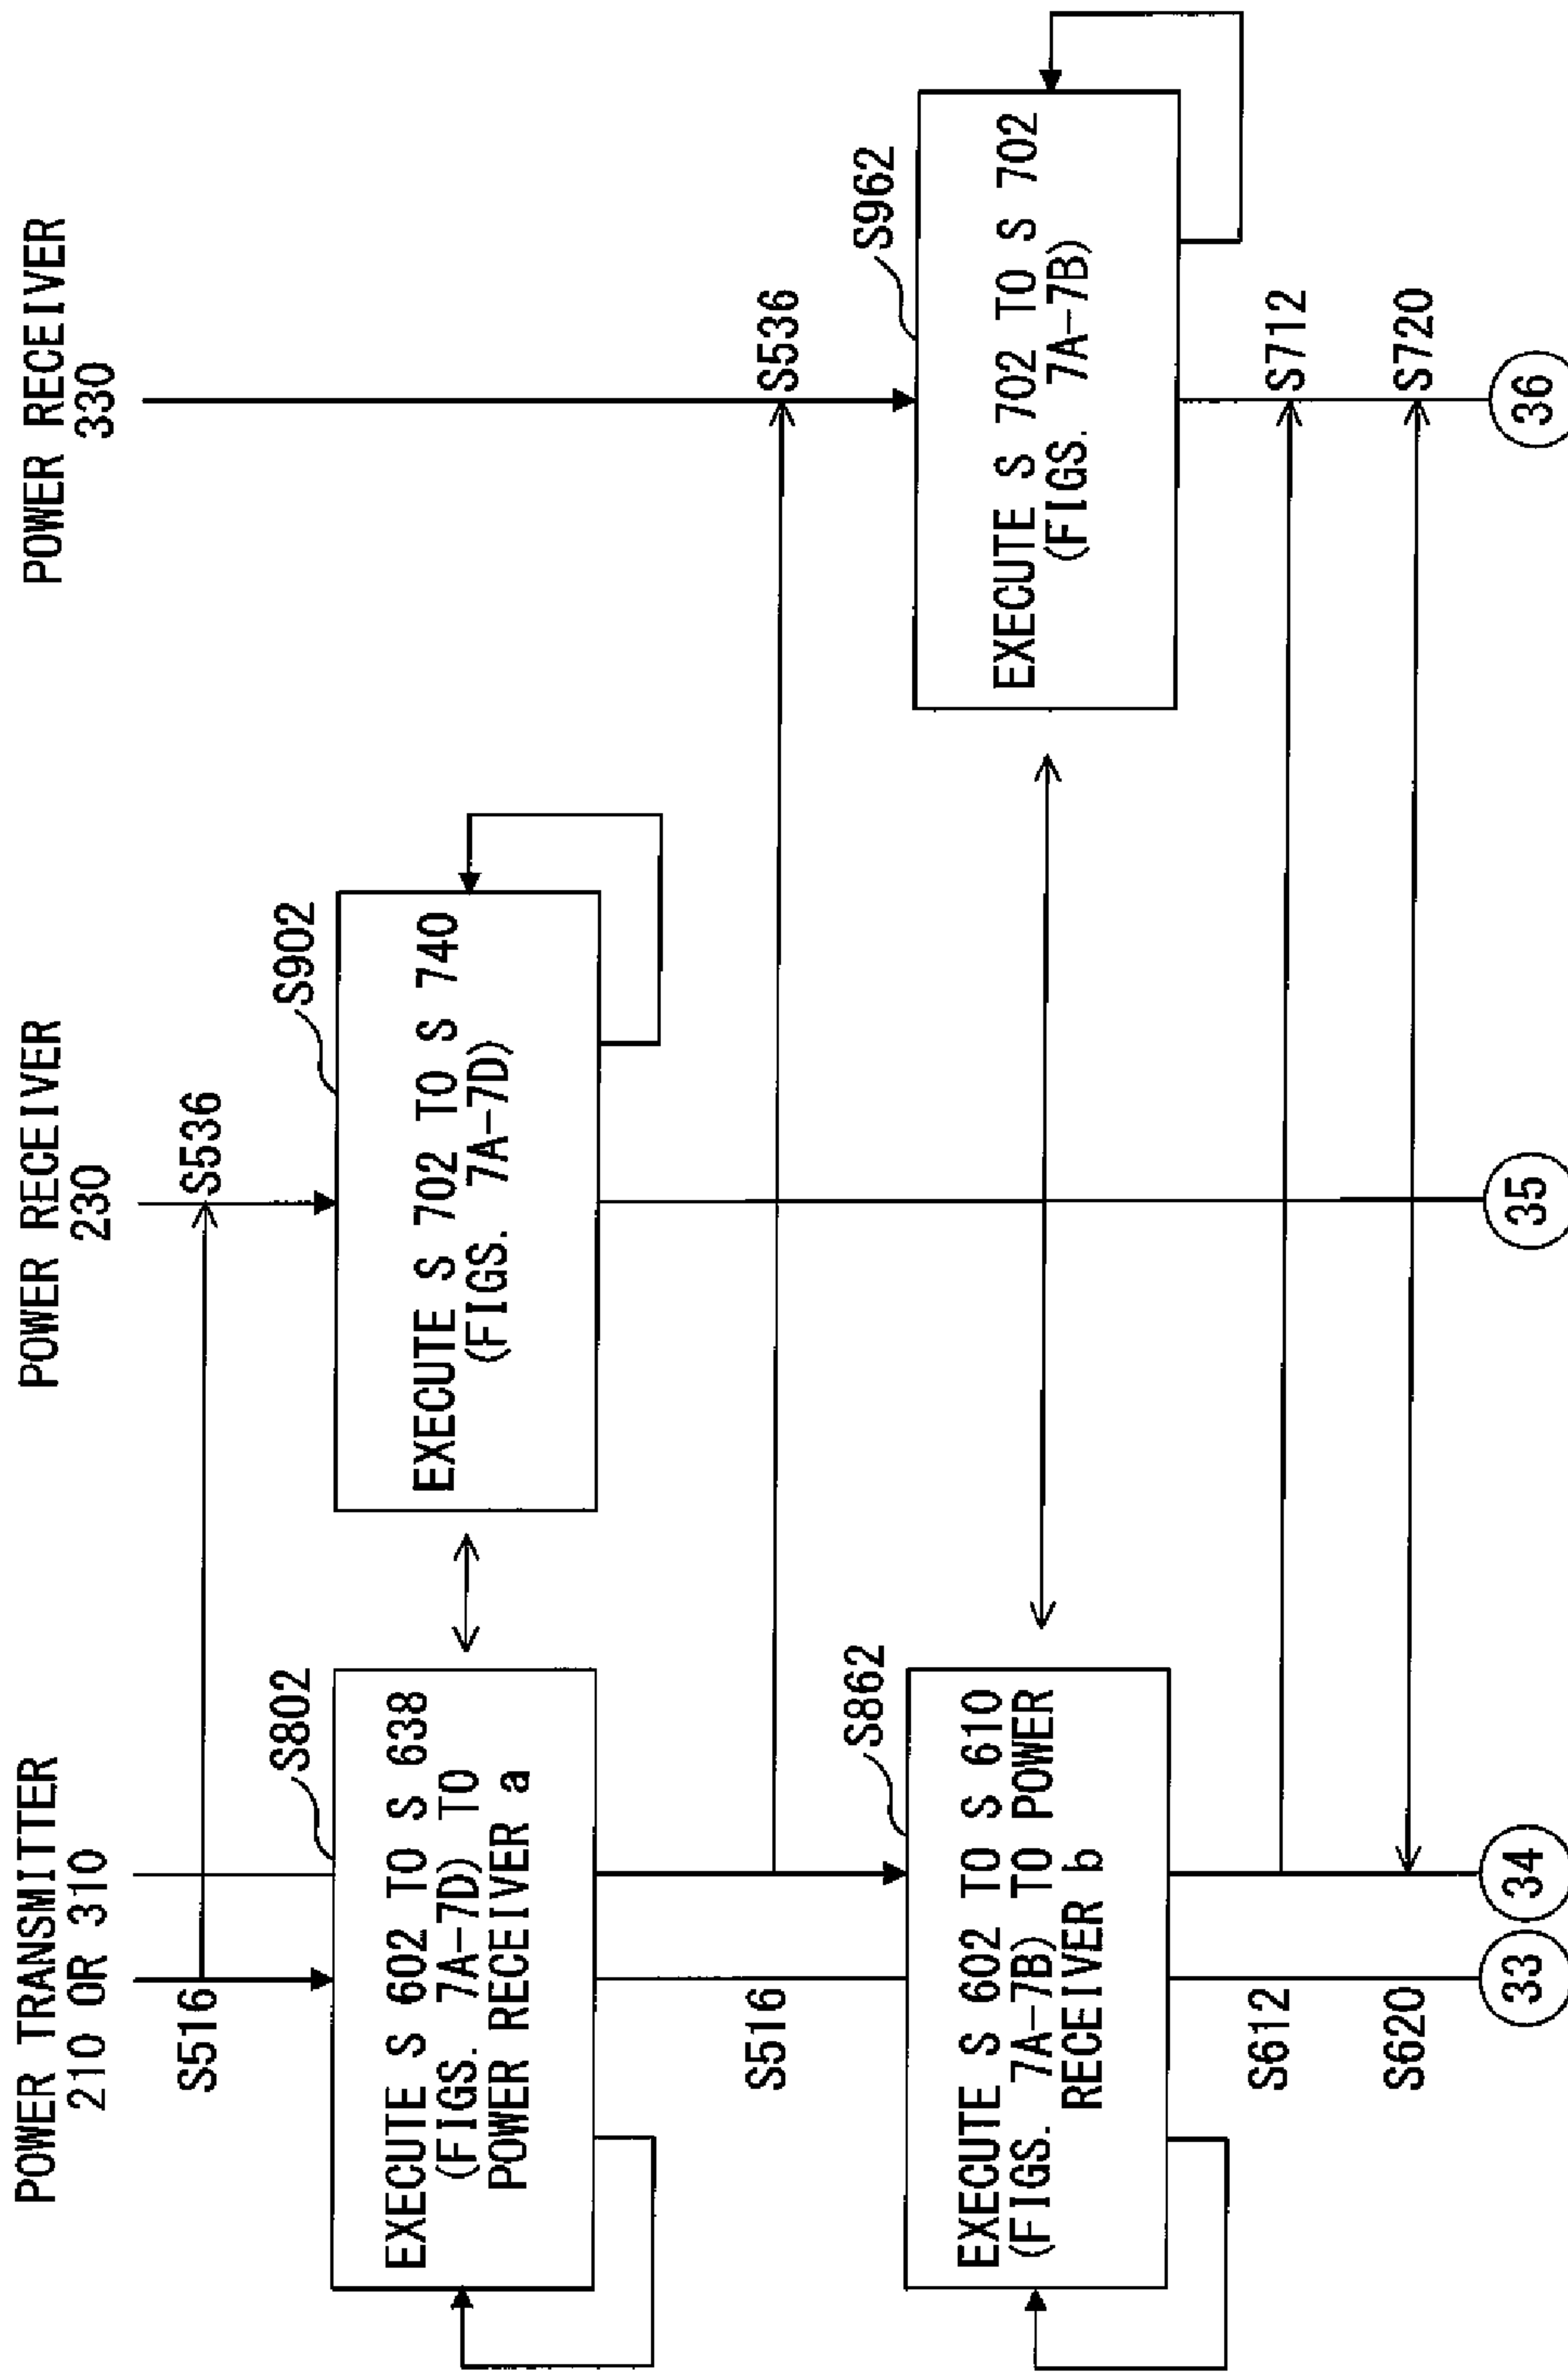 POWER TRANSMITTER
210 OR 310
POWER RECEIVER
230
POWER RECEIVER
330
S516
S536
S802
EXECUTE S 602 TO S 638
(FIGS. 7A-7D) TO
POWER RECEIVER a
S902
EXECUTE S 702 TO S 740
(FIGS. 7A-7D)
S516
S536
S862
EXECUTE S 602 TO S 610
(FIGS. 7A-7B) TO POWER
RECEIVER b
S962
EXECUTE S 702 TO S 702
(FIGS. 7A-7B)
S612
S712
S620
S720
33
34
35
36